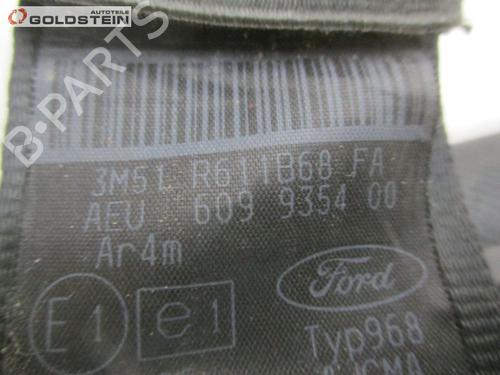 Autoteile
GOLDSTEIN
B-PARTS
3M51 R611B68 FA
AEU 609 9354 00
Ar4m
E1
e1
Ford
Typ968